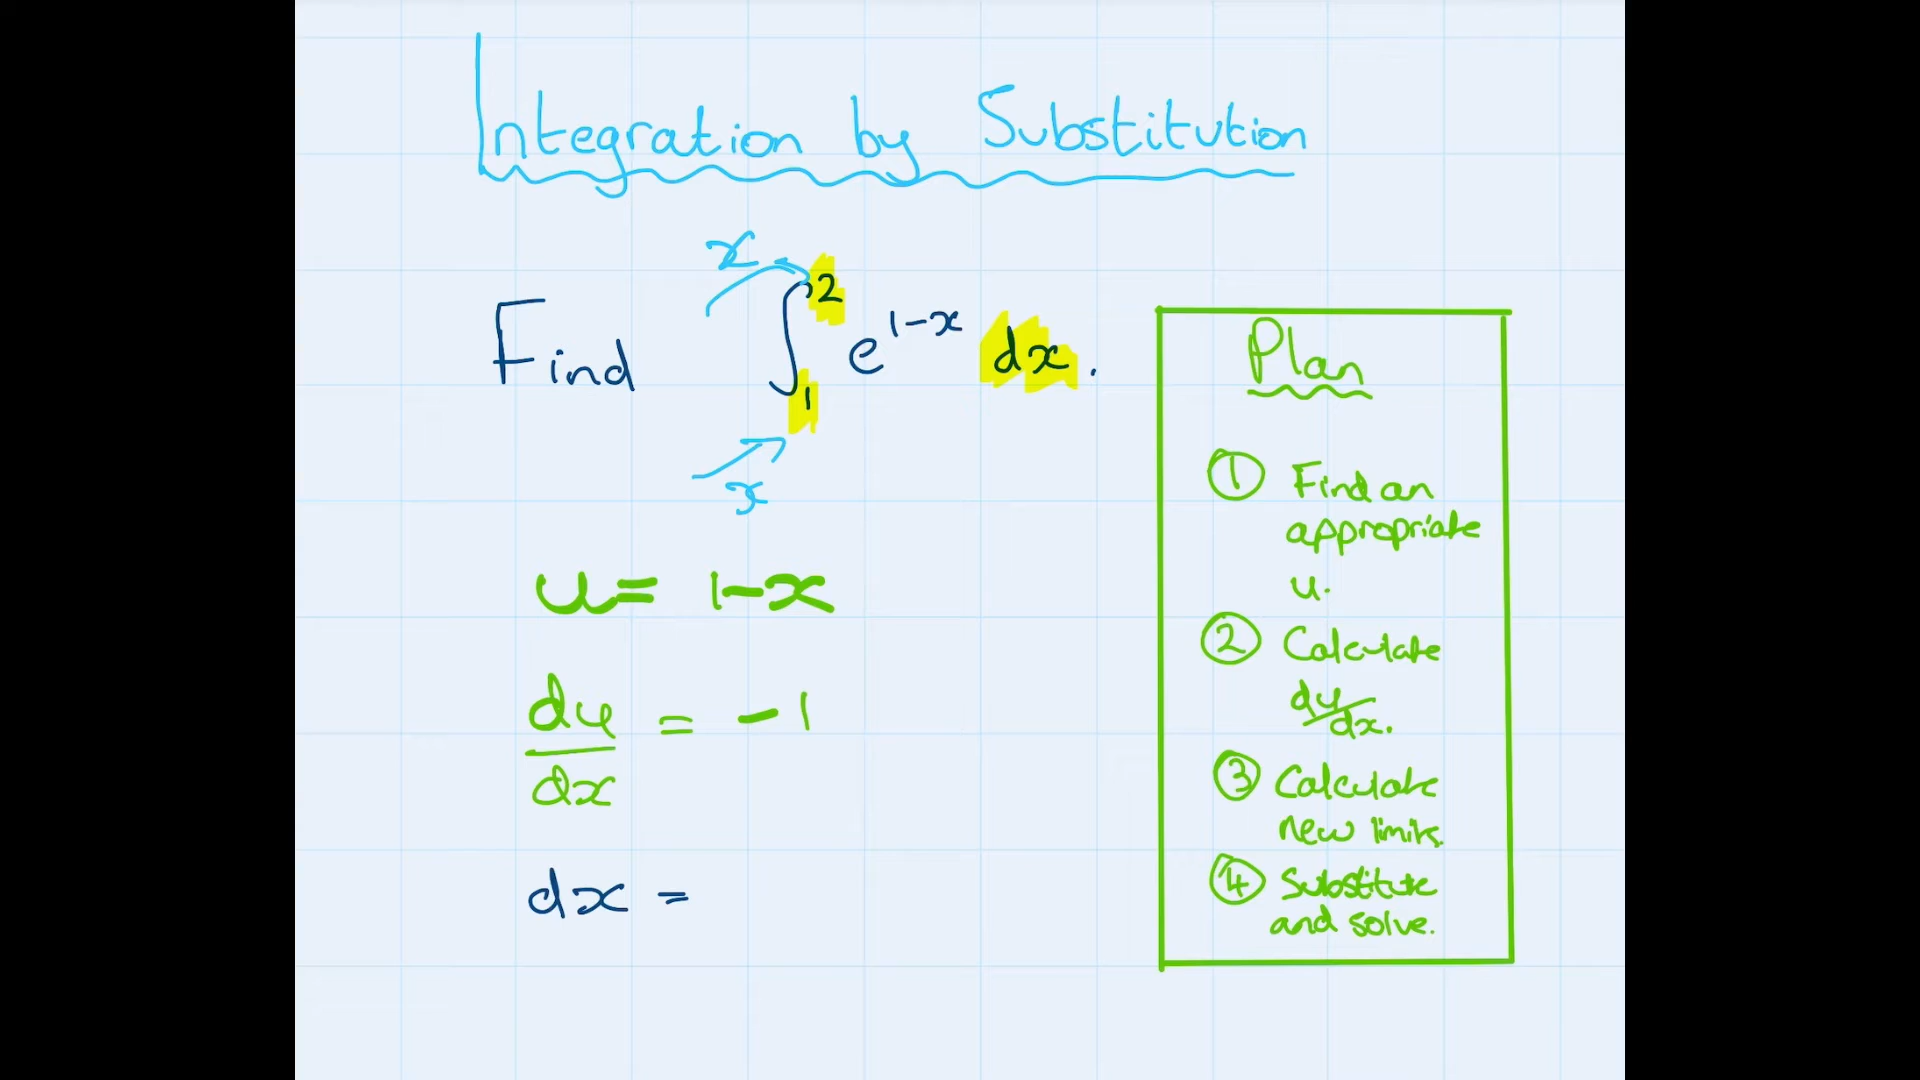 Integration by Substitution
x
Find ∫₁² e^(1-x) dx.
x
u = 1-x
du/dx = -1
dx =
Plan
① Find an
appropriate
u.
② Calculate
du/dx.
③ Calculate
new limits.
④ Substitute
and solve.